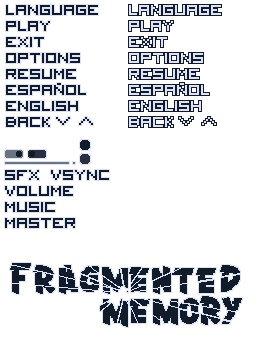 LANGUAGE LANGUAGE
PLAY PLAY
EXIT EXIT
OPTIONS OPTIONS
RESUME RESUME
ESPAÑOL ESPAÑOL
ENGLISH ENGLISH
BACK BACK
SFX VSYNC
VOLUME
MUSIC
MASTER
FRAGMENTED
MEMORY